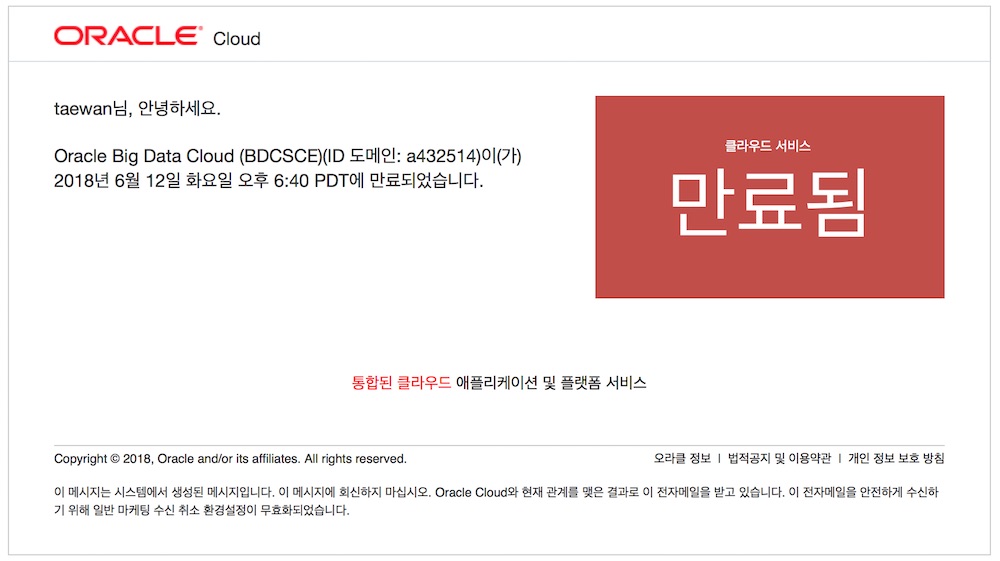 ORACLE Cloud
taewan님, 안녕하세요.
Oracle Big Data Cloud (BDCSCE)(ID 도메인: a432514)이(가)
2018년 6월 12일 화요일 오후 6:40 PDT에 만료되었습니다.
클라우드 서비스
만료됨
통합된 클라우드 애플리케이션 및 플랫폼 서비스
Copyright © 2018, Oracle and/or its affiliates. All rights reserved.
오라클 정보 | 법적공지 및 이용약관 | 개인 정보 보호 방침
이 메시지는 시스템에서 생성된 메시지입니다. 이 메시지에 회신하지 마십시오. Oracle Cloud와 현재 관계를 맺은 결과로 이 전자메일을 받고 있습니다. 이 전자메일을 안전하게 수신하
기 위해 일반 마케팅 수신 취소 환경설정이 무효화되었습니다.